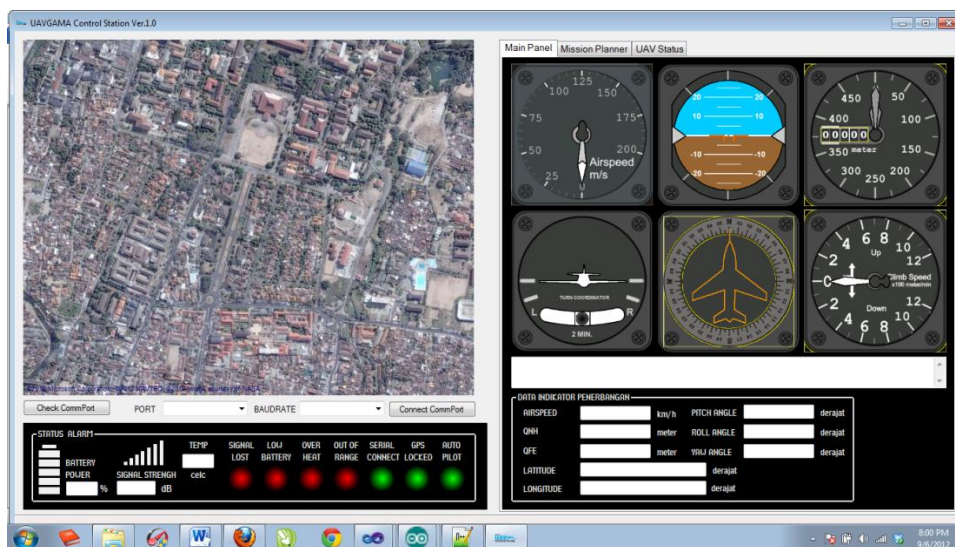 UAVGAMA Control Station Ver.1.0
Main Panel Mission Planner UAV Status
25 50 75 100 125 150 175 200
Airspeed
m/s
20 20
10 10
-10 -10
-20 -20
50 100 150 200 250 300 350 400 450
00000
meter
TURN COORDINATOR
L R
2 MIN.
2 4 6 8 10 12
Up
C Climb Speed
x100 meter/min
Down
2 4 6 8 10 12
Check CommPort PORT BAUDRATE Connect CommPort
STATUS ALARM
BATTERY POWER %
SIGNAL STRENGH dB
TEMP celc
SIGNAL LOST
LOW BATTERY
OVER HEAT
OUT OF RANGE
SERIAL CONNECT
GPS LOCKED
AUTO PILOT
DATA INDIKATOR PENERBANGAN
AIRSPEED km/h PITCH ANGLE derajat
QNH meter ROLL ANGLE derajat
QFE meter YAW ANGLE derajat
LATITUDE derajat
LONGITUDE derajat
8:00 PM
9/6/2012